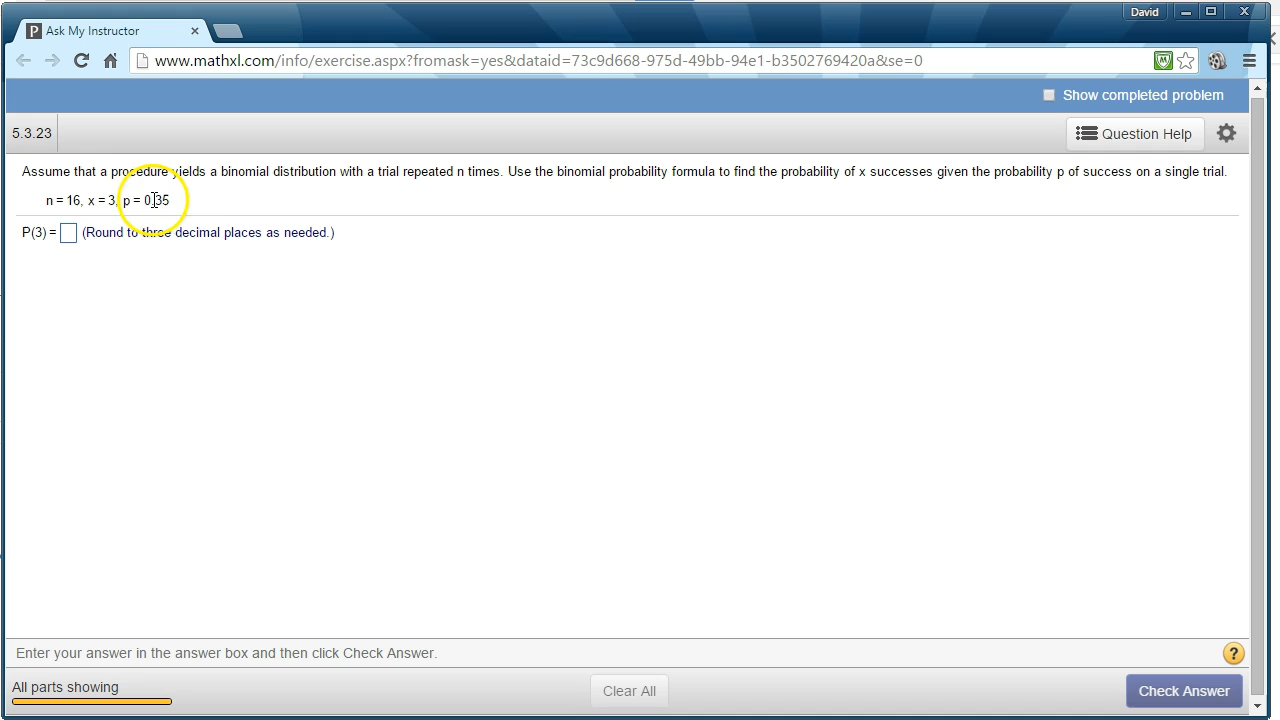 David
Ask My Instructor
www.mathxl.com/info/exercise.aspx?fromask=yes&dataid=73c9d668-975d-49bb-94e1-b3502769420a&se=0
Show completed problem
5.3.23
Question Help
Assume that a procedure yields a binomial distribution with a trial repeated n times. Use the binomial probability formula to find the probability of x successes given the probability p of success on a single trial.
n = 16, x = 3, p = 0.35
P(3) = (Round to three decimal places as needed.)
Enter your answer in the answer box and then click Check Answer.
?
All parts showing
Clear All
Check Answer